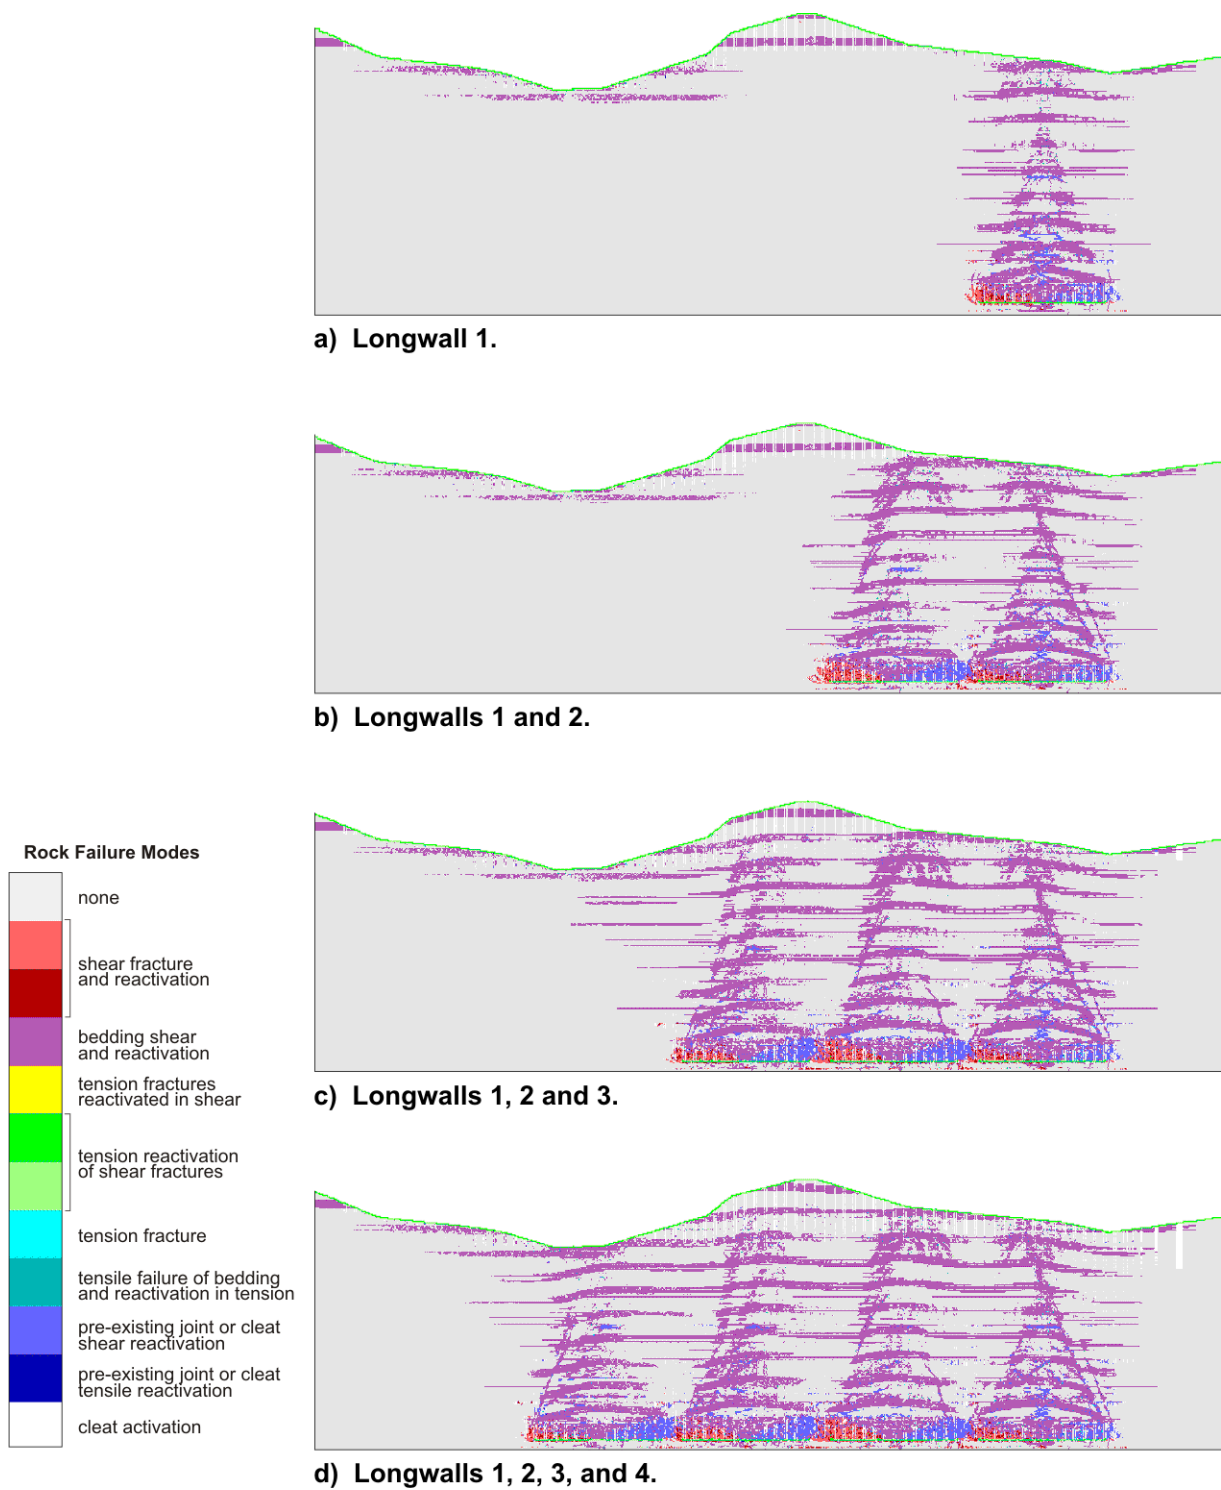 a) Longwall 1.
b) Longwalls 1 and 2.
c) Longwalls 1, 2 and 3.
Rock Failure Modes
none
shear fracture
and reactivation
bedding shear
and reactivation
tension fractures
reactivated in shear
tension reactivation
of shear fractures
tension fracture
tensile failure of bedding
and reactivation in tension
pre-existing joint or cleat
shear reactivation
pre-existing joint or cleat
tensile reactivation
cleat activation
d) Longwalls 1, 2, 3, and 4.